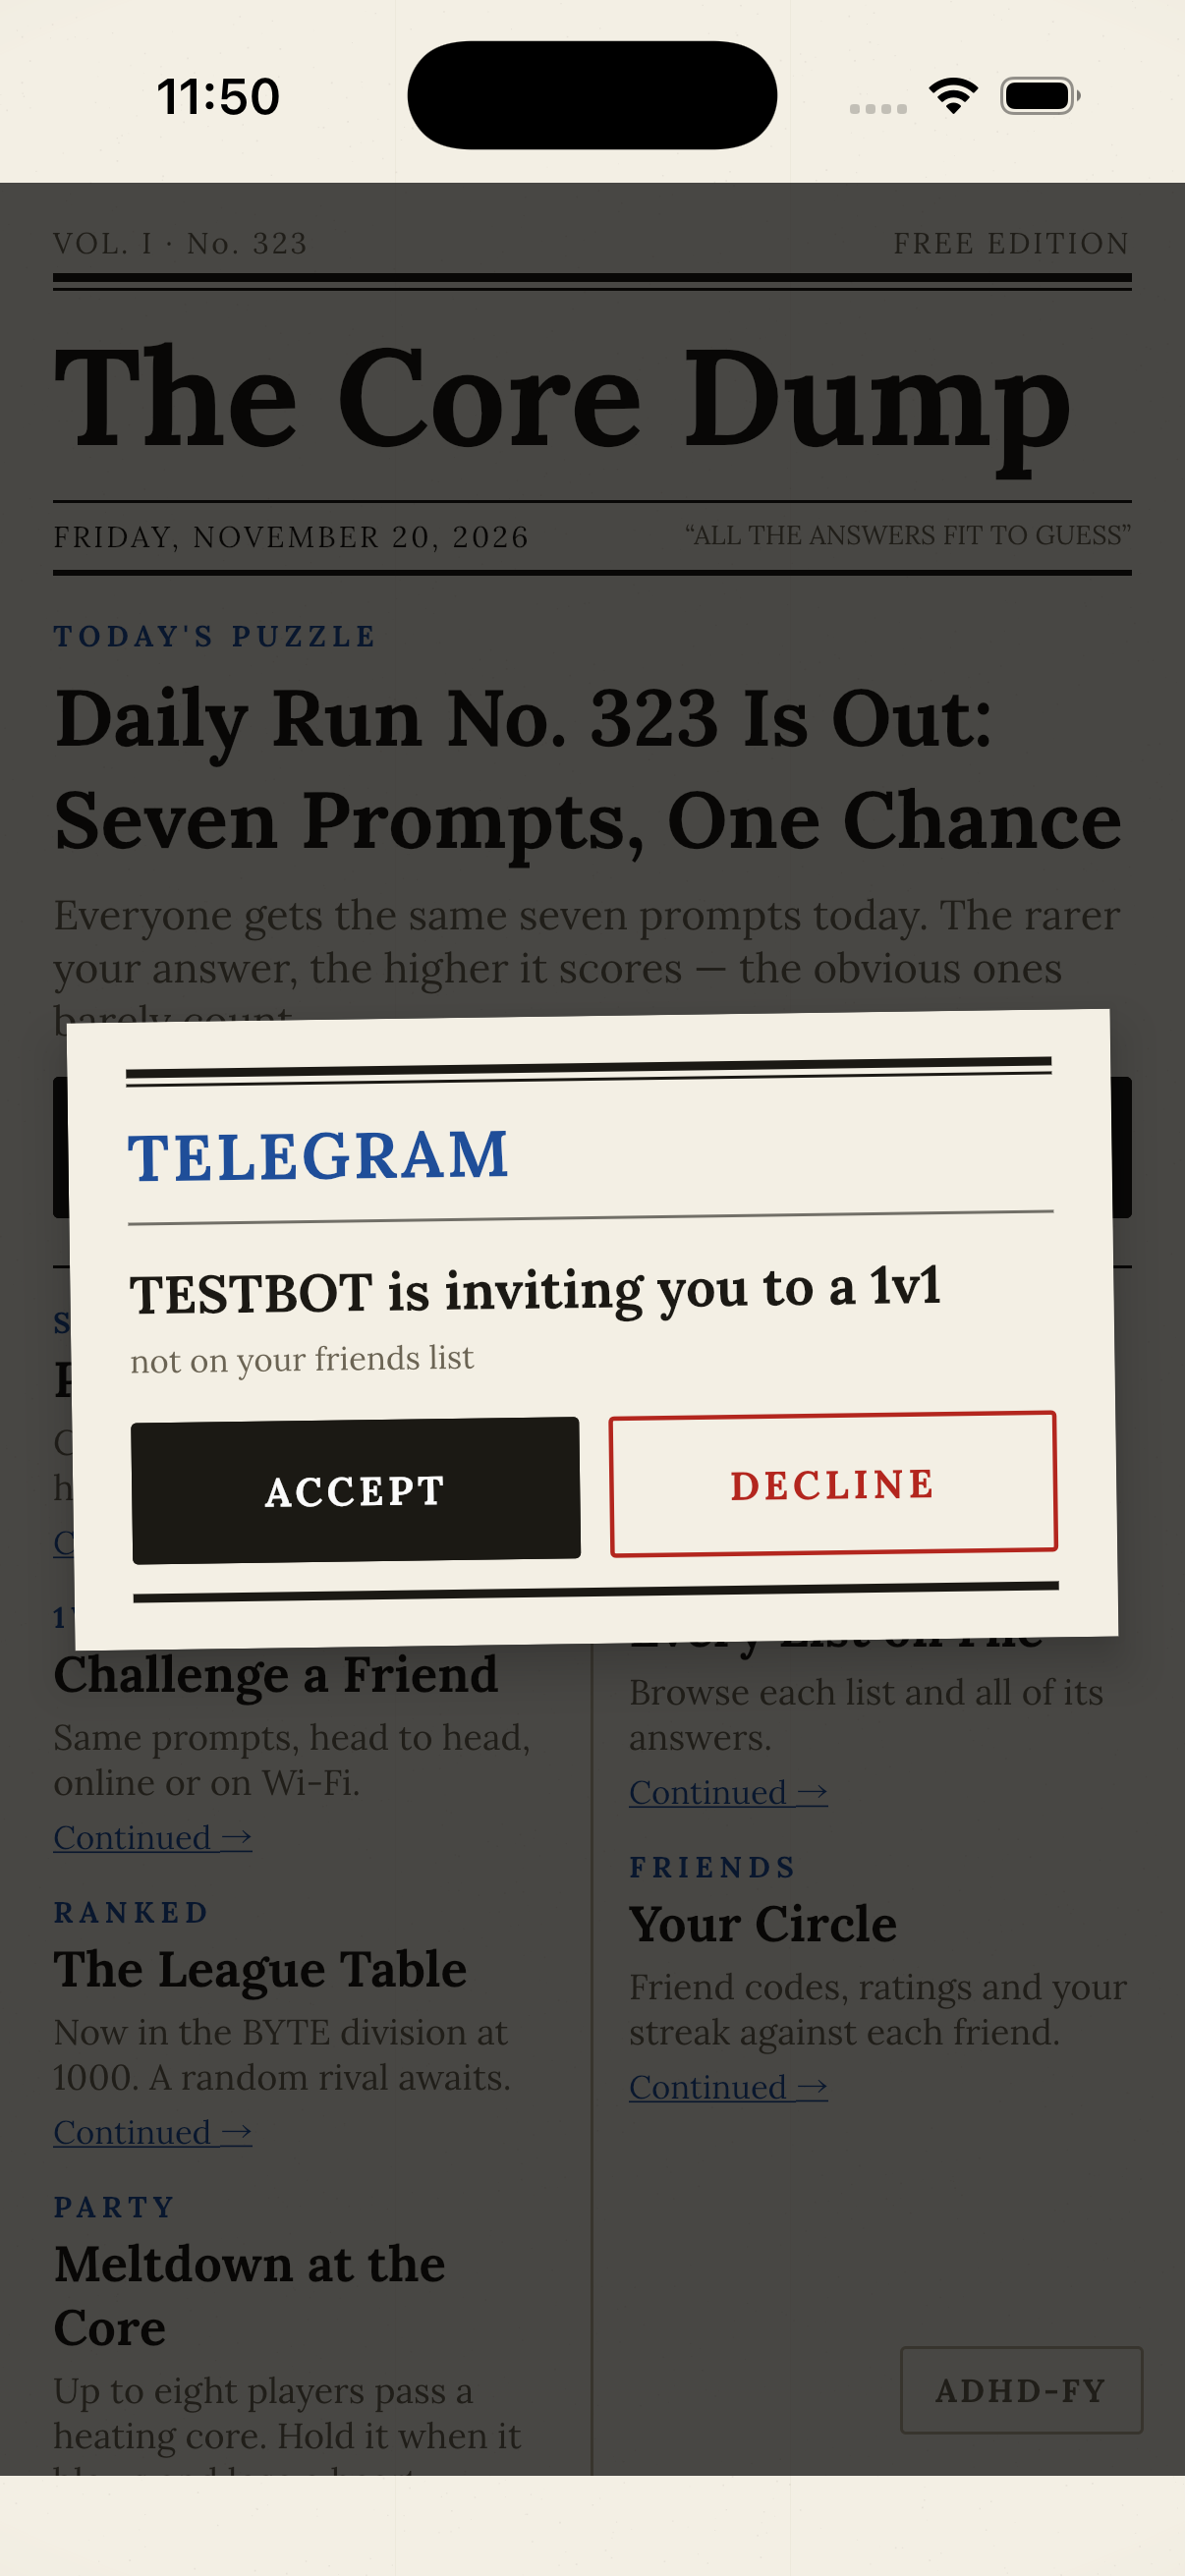 11:50
VOL. I · No. 323
FREE EDITION
The Core Dump
FRIDAY, NOVEMBER 20, 2026
“ALL THE ANSWERS FIT TO GUESS”
TODAY'S PUZZLE
Daily Run No. 323 Is Out:
Seven Prompts, One Chance
Everyone gets the same seven prompts today. The rarer
your answer, the higher it scores — the obvious ones
barely count.
TELEGRAM
TESTBOT is inviting you to a 1v1
not on your friends list
ACCEPT
DECLINE
Challenge a Friend
Same prompts, head to head,
online or on Wi-Fi.
Continued →
RANKED
The League Table
Now in the BYTE division at
1000. A random rival awaits.
Continued →
PARTY
Meltdown at the
Core
Up to eight players pass a
heating core. Hold it when it
Every List on File
Browse each list and all of its
answers.
Continued →
FRIENDS
Your Circle
Friend codes, ratings and your
streak against each friend.
Continued →
ADHD-FY